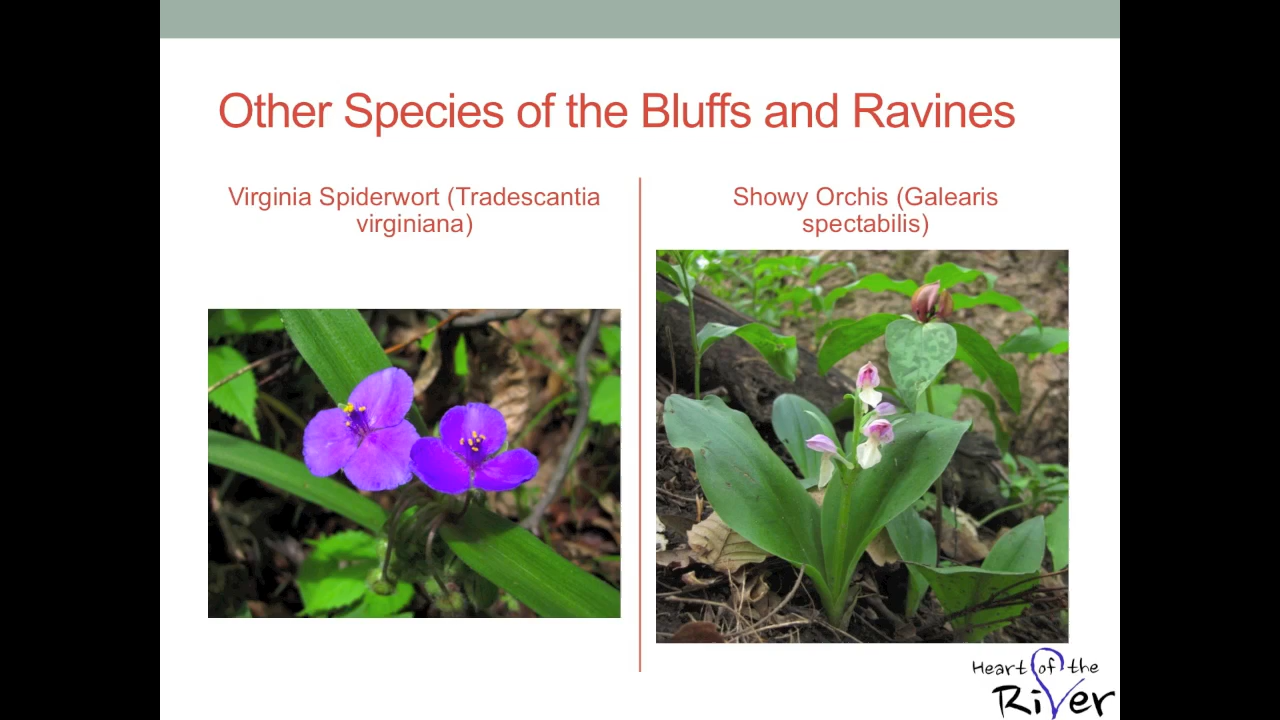 Other Species of the Bluffs and Ravines
Virginia Spiderwort (Tradescantia
virginiana)
Showy Orchis (Galearis
spectabilis)
Heart of the
River